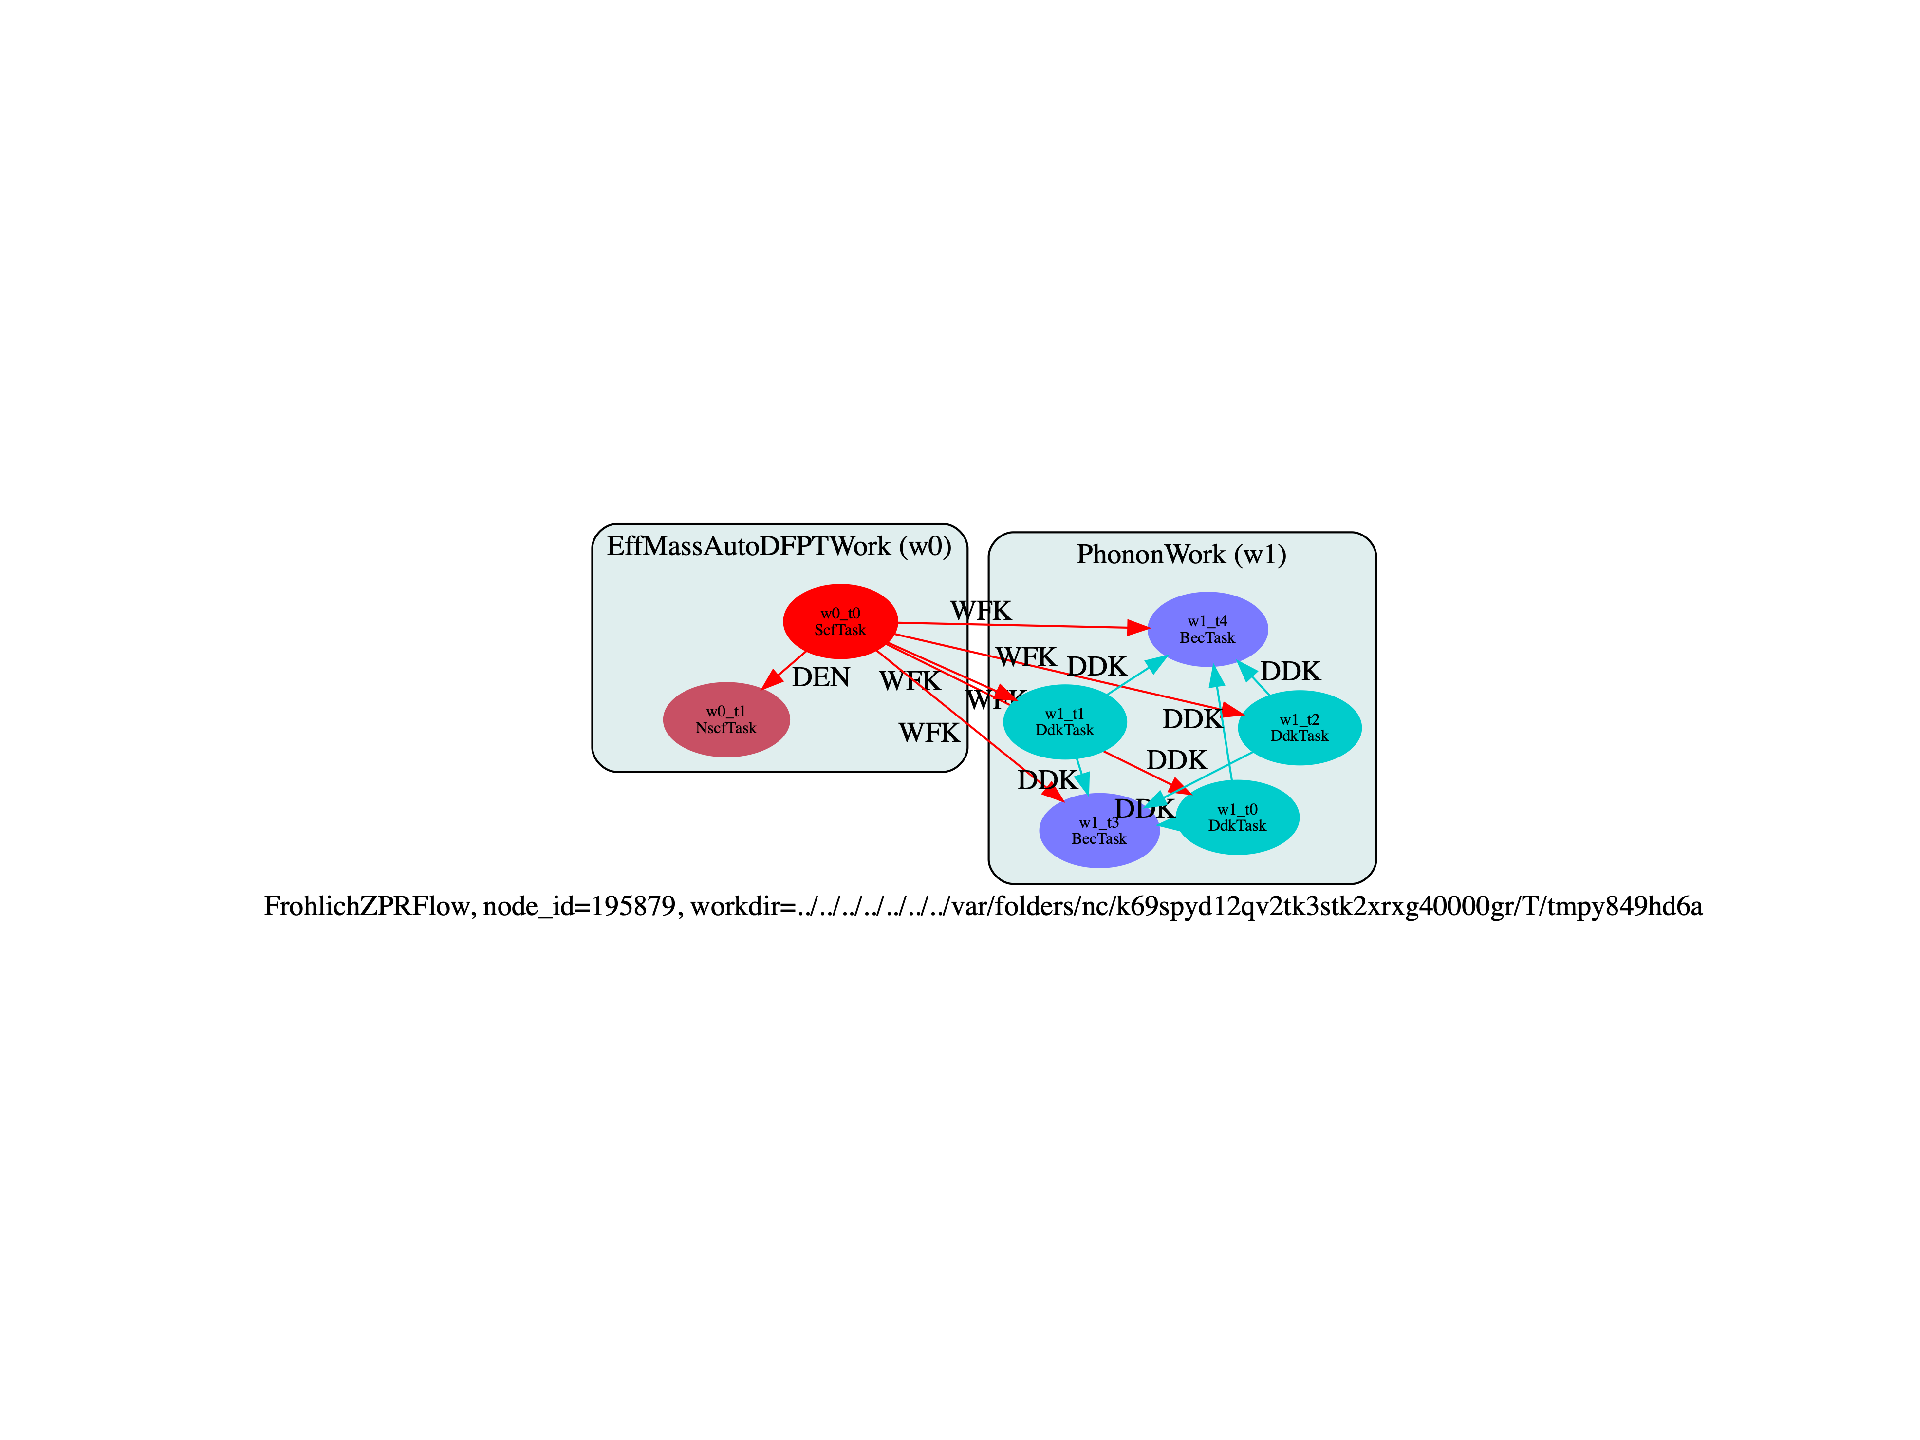 EffMassAutoDFPTWork (w0)
PhononWork (w1)
w0_t0
ScfTask
WFK
w1_t4
BecTask
DEN
WFK
WFK
DDK
DDK
WFK
w0_t1
NscfTask
WFK
w1_t1
DdkTask
DDK
w1_t2
DdkTask
DDK
DDK
DDK
w1_t3
BecTask
w1_t0
DdkTask
FrohlichZPRFlow, node_id=195879, workdir=../../../../../../../var/folders/nc/k69spyd12qv2tk3stk2xrxg40000gr/T/tmpy849hd6a